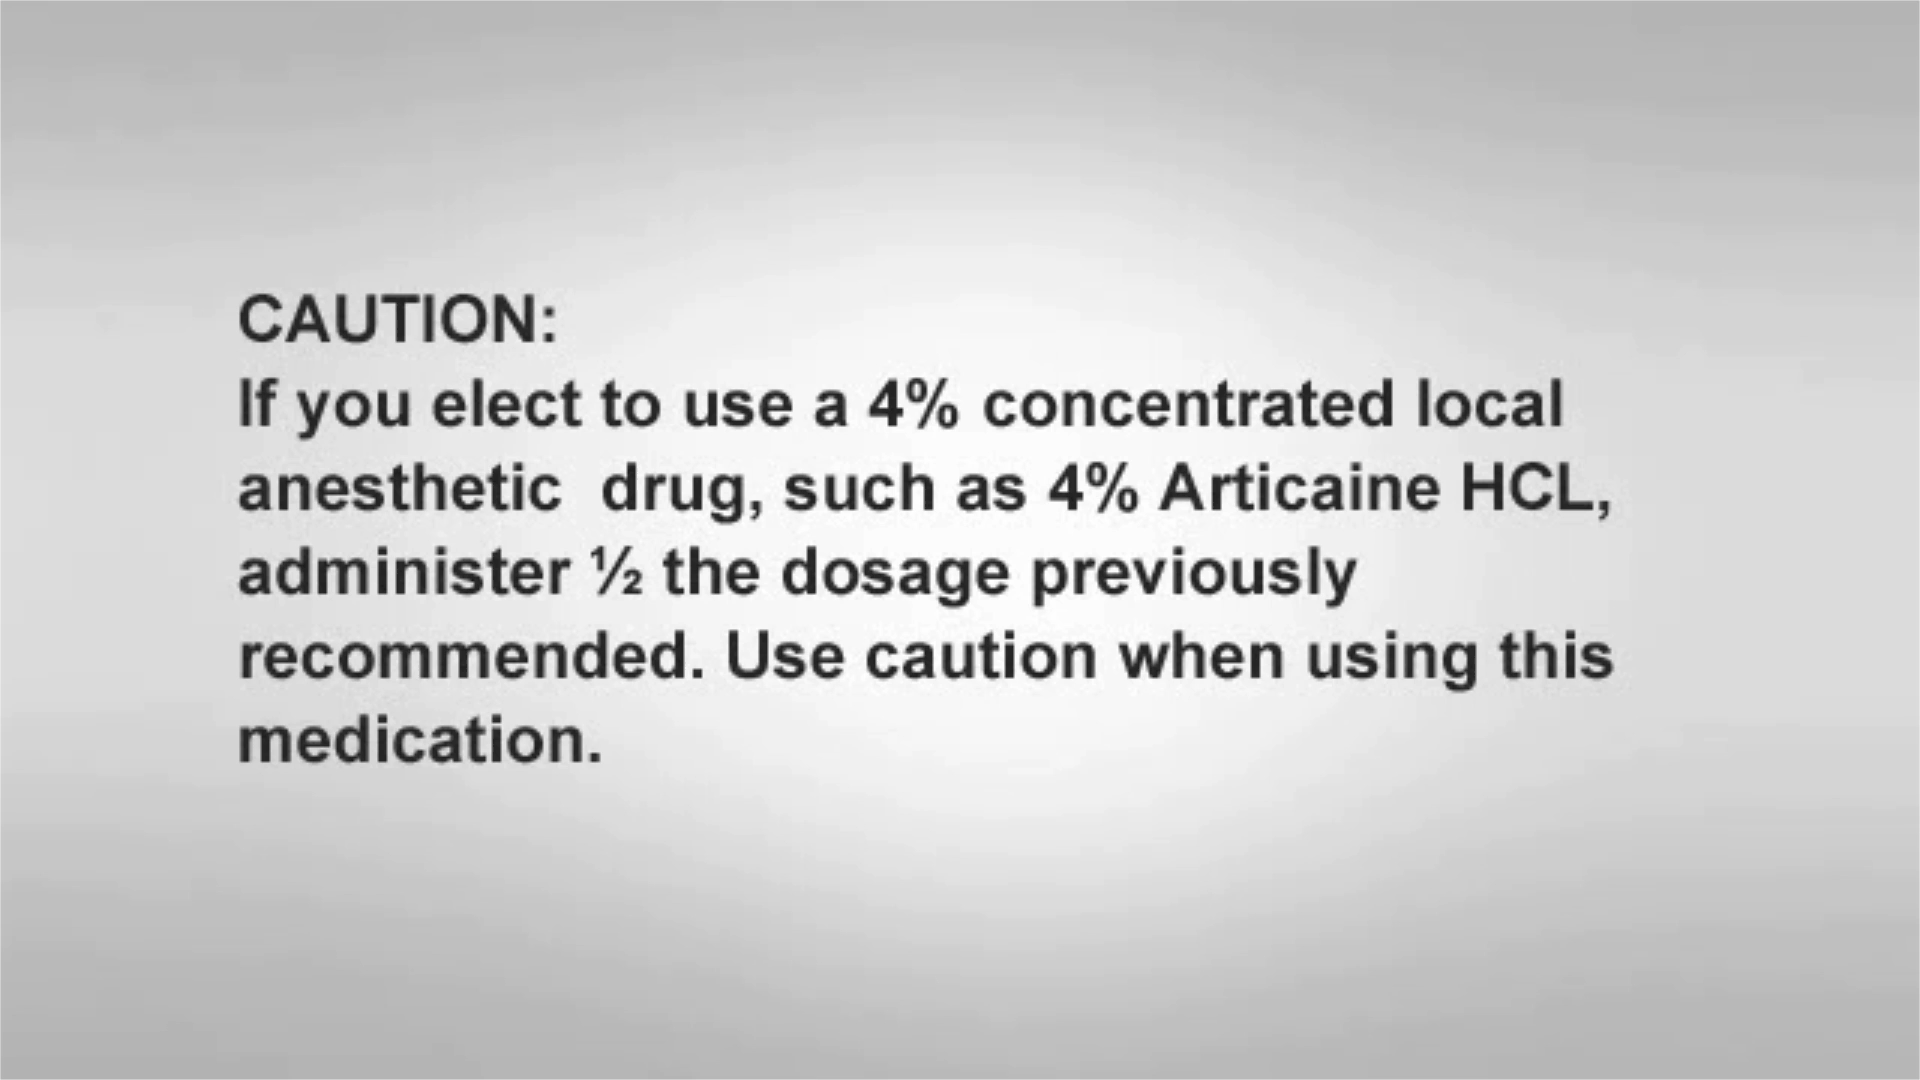 CAUTION:
If you elect to use a 4% concentrated local
anesthetic  drug, such as 4% Articaine HCL,
administer ½ the dosage previously
recommended. Use caution when using this
medication.